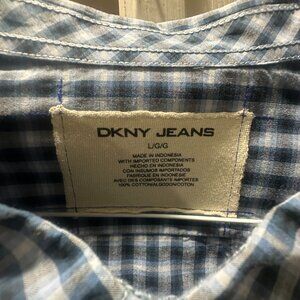 DKNY JEANS
L/G/G
MADE IN INDONESIA
WITH IMPORTED COMPONENTS
HECHO EN INDONESIA
CON INSUMOS IMPORTADOS
FABRIQUE EN INDONESIE
AVEC DES COMPOSANTS IMPORTES
100% COTTON/ALGODON/COTON